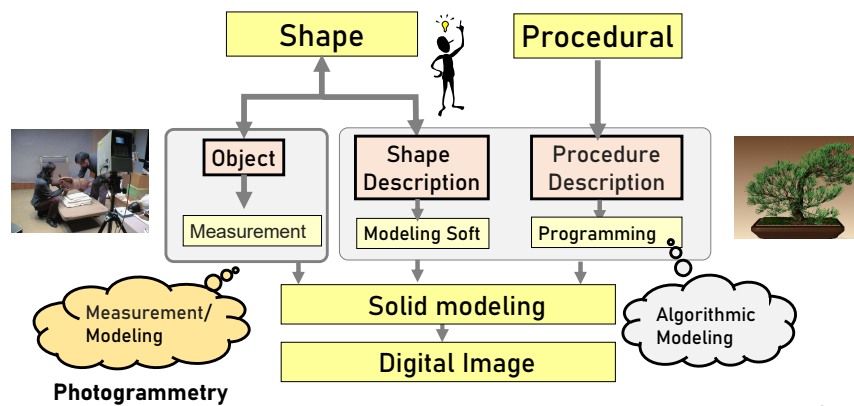 Shape
Procedural
Object
Shape
Description
Procedure
Description
Measurement
Modeling Soft
Programming
Measurement/
Modeling
Solid modeling
Algorithmic
Modeling
Digital Image
Photogrammetry